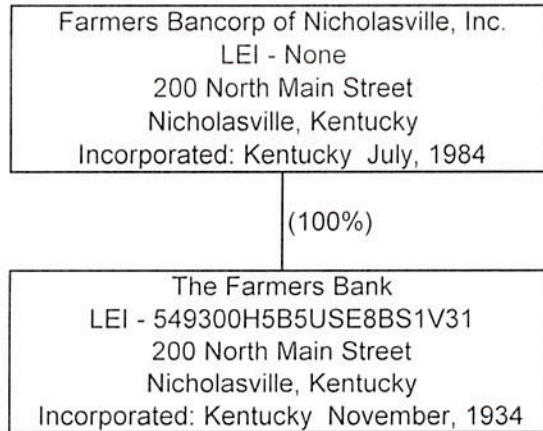 Farmers Bancorp of Nicholasville, Inc.
LEI - None
200 North Main Street
Nicholasville, Kentucky
Incorporated: Kentucky  July, 1984
(100%)
The Farmers Bank
LEI - 549300H5B5USE8BS1V31
200 North Main Street
Nicholasville, Kentucky
Incorporated: Kentucky  November, 1934